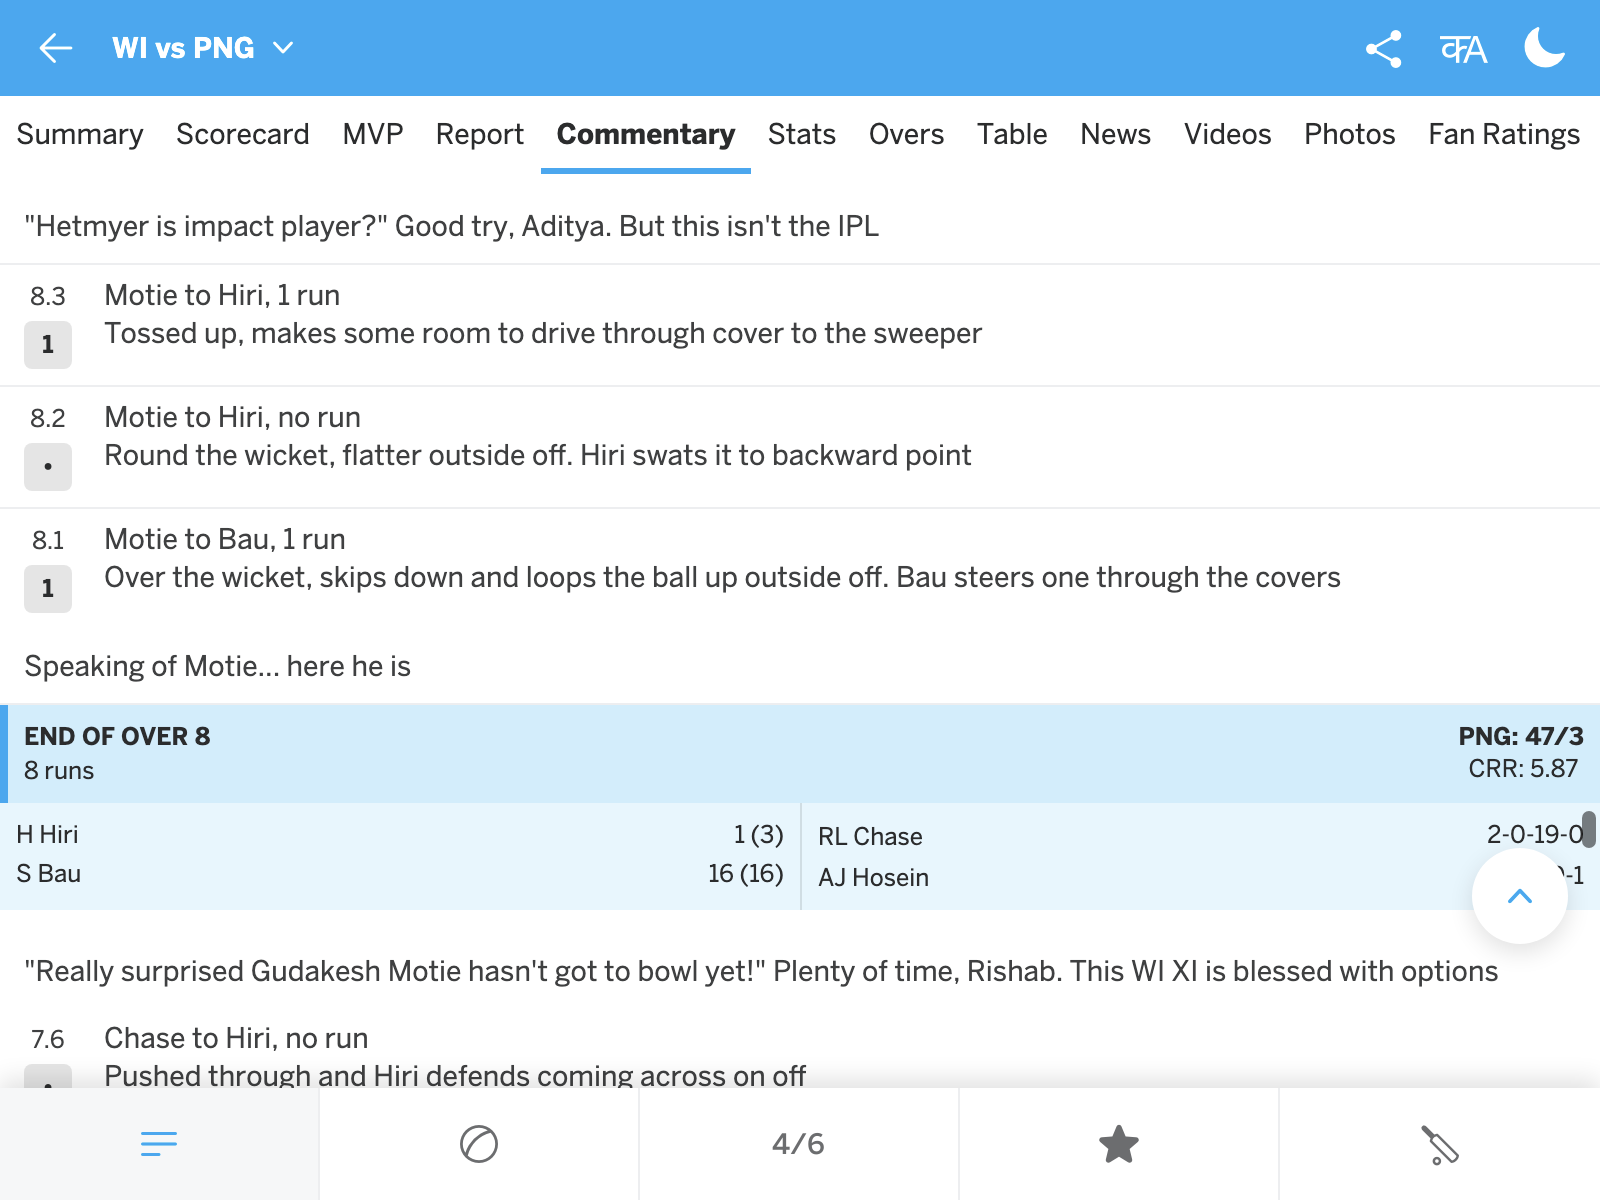 WI vs PNG
क A
Summary Scorecard MVP Report Commentary Stats Overs Table News Videos Photos Fan Ratings
"Hetmyer is impact player?" Good try, Aditya. But this isn't the IPL
8.3 Motie to Hiri, 1 run
1 Tossed up, makes some room to drive through cover to the sweeper
8.2 Motie to Hiri, no run
• Round the wicket, flatter outside off. Hiri swats it to backward point
8.1 Motie to Bau, 1 run
1 Over the wicket, skips down and loops the ball up outside off. Bau steers one through the covers
Speaking of Motie... here he is
END OF OVER 8 PNG: 47/3
8 runs CRR: 5.87
H Hiri 1 (3) RL Chase 2-0-19-0
S Bau 16 (16) AJ Hosein -1
"Really surprised Gudakesh Motie hasn't got to bowl yet!" Plenty of time, Rishab. This WI XI is blessed with options
7.6 Chase to Hiri, no run
• Pushed through and Hiri defends coming across on off
4/6